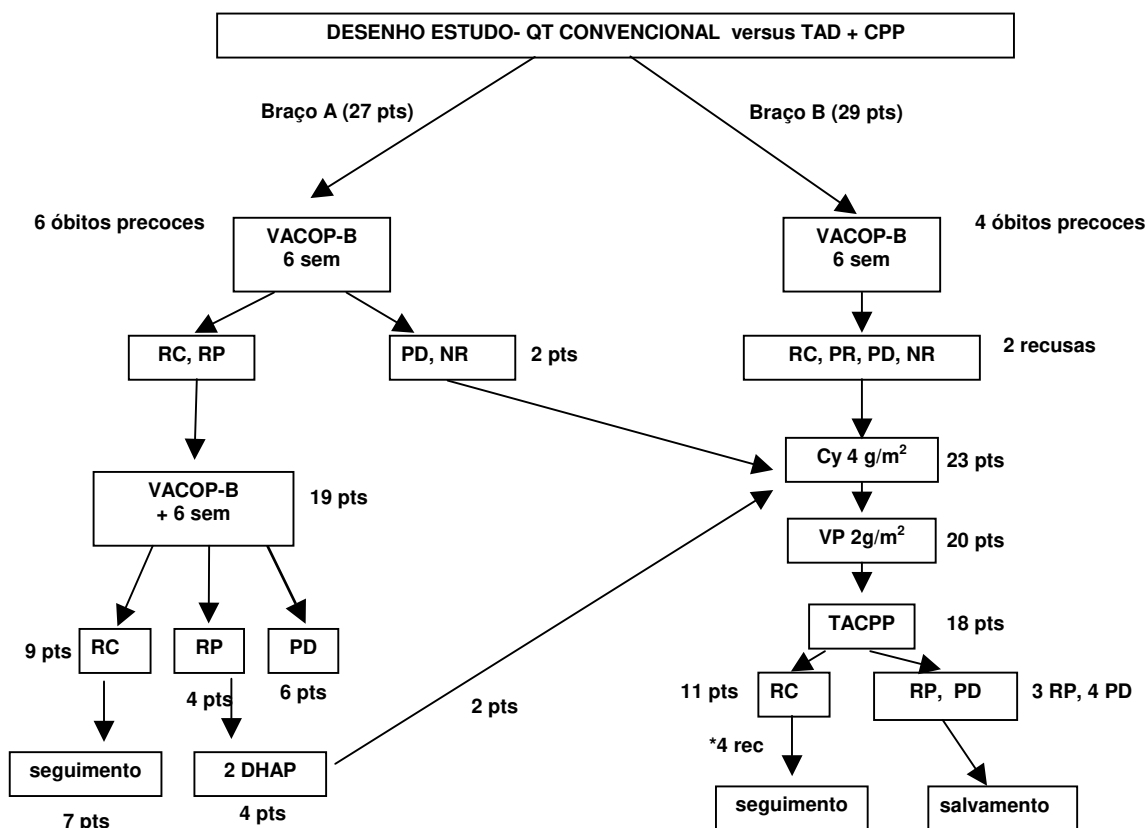 DESENHO ESTUDO- QT CONVENCIONAL versus TAD + CPP
Braço A (27 pts)
Braço B (29 pts)
6 óbitos precoces
VACOP-B
6 sem
VACOP-B
6 sem
4 óbitos precoces
RC, RP
PD, NR
2 pts
RC, PR, PD, NR
2 recusas
Cy 4 g/m²
23 pts
VACOP-B
+ 6 sem
19 pts
VP 2g/m²
20 pts
TACPP
18 pts
9 pts
RC
RP
PD
4 pts
6 pts
2 pts
11 pts
RC
RP, PD
3 RP, 4 PD
*4 rec
seguimento
2 DHAP
7 pts
4 pts
seguimento
salvamento